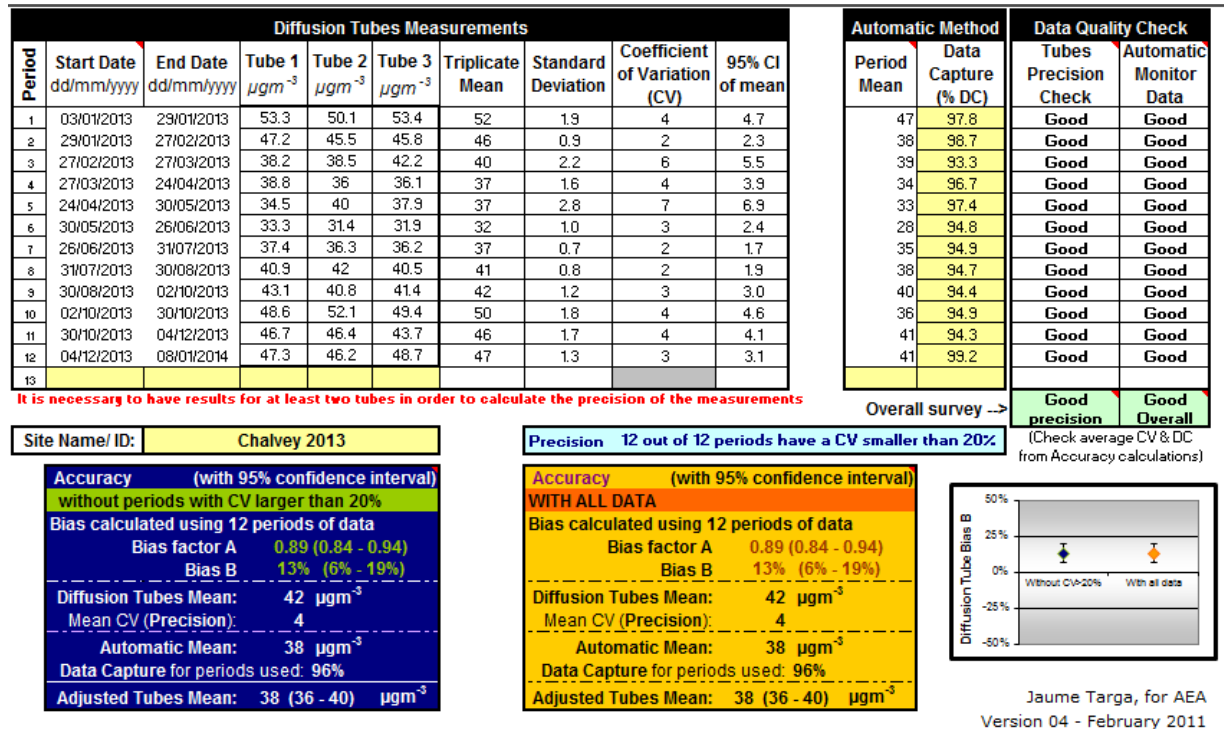 Diffusion Tubes Measurements
Period Start Date dd/mm/yyyy End Date dd/mm/yyyy Tube 1 µgm-3 Tube 2 µgm-3 Tube 3 µgm-3 Triplicate Mean Standard Deviation Coefficient of Variation (CV) 95% CI of mean
1 03/01/2013 29/01/2013 53.3 50.1 53.4 52 1.9 4 4.7
2 29/01/2013 27/02/2013 47.2 45.5 45.8 46 0.9 2 2.3
3 27/02/2013 27/03/2013 38.2 38.5 42.2 40 2.2 6 5.5
4 27/03/2013 24/04/2013 38.8 36 36.1 37 1.6 4 3.9
5 24/04/2013 30/05/2013 34.5 40 37.9 37 2.8 7 6.9
6 30/05/2013 26/06/2013 33.3 31.4 31.9 32 1.0 3 2.4
7 26/06/2013 31/07/2013 37.4 36.3 36.2 37 0.7 2 1.7
8 31/07/2013 30/08/2013 40.9 42 40.5 41 0.8 2 1.9
9 30/08/2013 02/10/2013 43.1 40.8 41.4 42 1.2 3 3.0
10 02/10/2013 30/10/2013 48.6 52.1 49.4 50 1.8 4 4.6
11 30/10/2013 04/12/2013 46.7 46.4 43.7 46 1.7 4 4.1
12 04/12/2013 08/01/2014 47.3 46.2 48.7 47 1.3 3 3.1
13
It is necessary to have results for at least two tubes in order to calculate the precision of the measurements
Automatic Method Data Quality Check
Period Mean Data Capture (% DC) Tubes Precision Check Automatic Monitor Data
47 97.8 Good Good
38 98.7 Good Good
39 93.3 Good Good
34 96.7 Good Good
33 97.4 Good Good
28 94.8 Good Good
35 94.9 Good Good
38 94.7 Good Good
40 94.4 Good Good
36 94.9 Good Good
41 94.3 Good Good
41 99.2 Good Good
Overall survey --> Good precision Good Overall
(Check average CV & DC
from Accuracy calculations)
Site Name/ ID: Chalvey 2013
Precision 12 out of 12 periods have a CV smaller than 20%
Accuracy (with 95% confidence interval)
without periods with CV larger than 20%
Bias calculated using 12 periods of data
Bias factor A 0.89 (0.84 - 0.94)
Bias B 13% (6% - 19%)
Diffusion Tubes Mean: 42 µgm-3
Mean CV (Precision): 4
Automatic Mean: 38 µgm-3
Data Capture for periods used: 96%
Adjusted Tubes Mean: 38 (36 - 40) µgm-3
Accuracy (with 95% confidence interval)
WITH ALL DATA
Bias calculated using 12 periods of data
Bias factor A 0.89 (0.84 - 0.94)
Bias B 13% (6% - 19%)
Diffusion Tubes Mean: 42 µgm-3
Mean CV (Precision): 4
Automatic Mean: 38 µgm-3
Data Capture for periods used: 96%
Adjusted Tubes Mean: 38 (36 - 40) µgm-3
Diffusion Tube Bias B
50%
25%
0%
-25%
-50%
Without CV>20% With all data
Jaume Targa, for AEA
Version 04 - February 2011